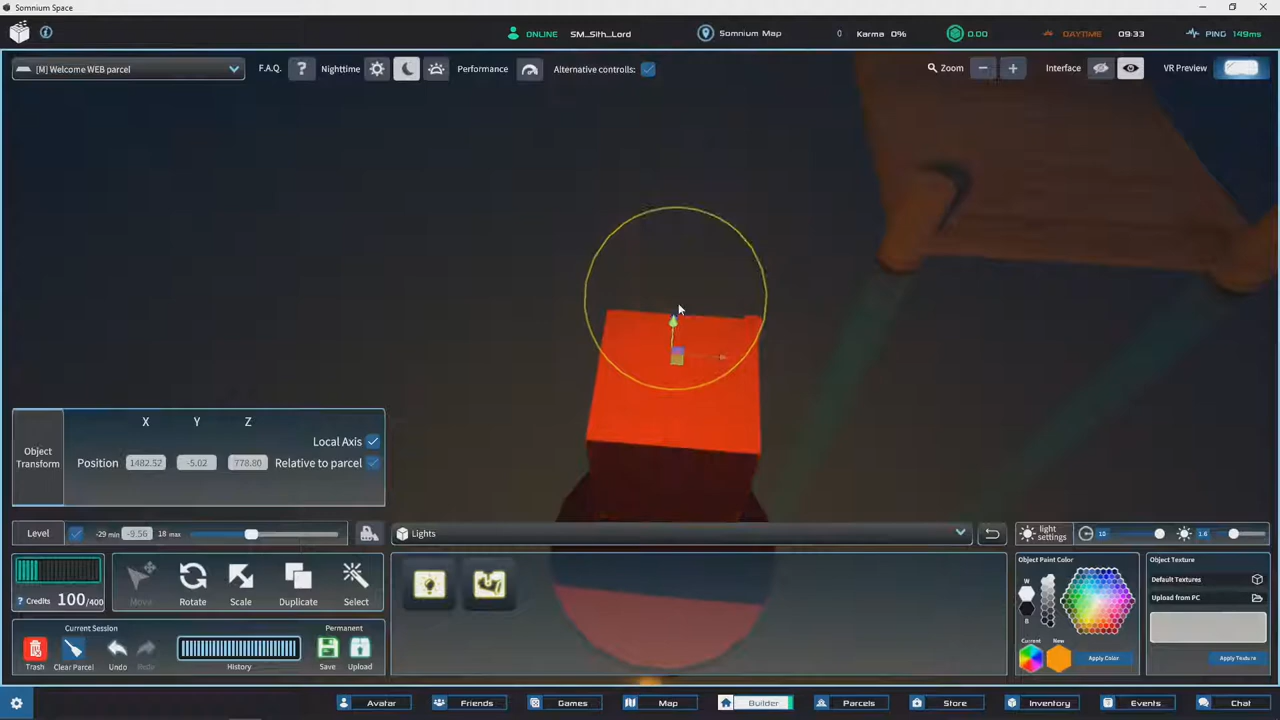 Somnium Space
ONLINE SM_Sith_Lord Somnium Map 0 Karma 0% 0.00 DAYTIME 09:33 PING 149ms
[M] Welcome WEB parcel F.A.Q. ? Nighttime Performance Alternative controlls: Zoom Interface VR Preview
X Y Z
Local Axis
Object Transform Position 1482.52 -5.02 778.80 Relative to parcel
Level -29 min -9.56 18 max Lights light settings 10 1.6
Object Paint Color Object Texture
W B Default Textures
Upload from PC
? Credits 100/400 Move Rotate Scale Duplicate Select
Current Session Permanent
Current New
Trash Clear Parcel Undo Redo History Save Upload Apply Color Apply Texture
Avatar Friends Games Map Builder Parcels Store Inventory Events Chat